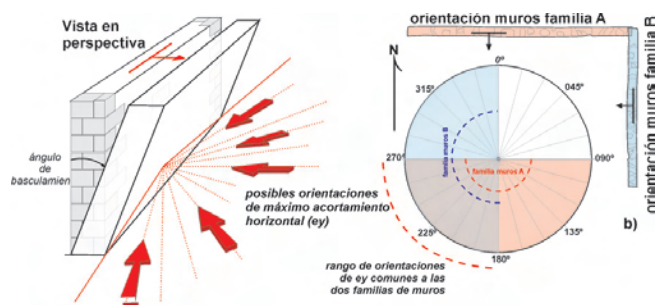 Vista en
perspectiva
ángulo
de
basculamien
posibles orientaciones
de máximo acortamiento
horizontal (ey)
orientación muros familia A
orientación muros familia B
N
0º
045º
090º
135º
180º
225º
270º
315º
familia muros B
familia muros A
b)
rango de orientaciones
de ey comunes a las
dos familias de muros